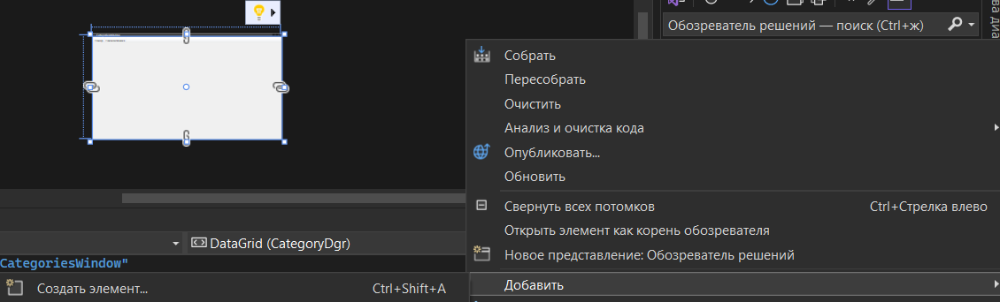 Обозреватель решений — поиск (Ctrl+ж)
Собрать
Пересобрать
Очистить
Анализ и очистка кода
Опубликовать...
Обновить
Свернуть всех потомков Ctrl+Стрелка влево
Открыть элемент как корень обозревателя
Новое представление: Обозреватель решений
Добавить
DataGrid (CategoryDgr)
CategoriesWindow"
Создать элемент... Ctrl+Shift+A